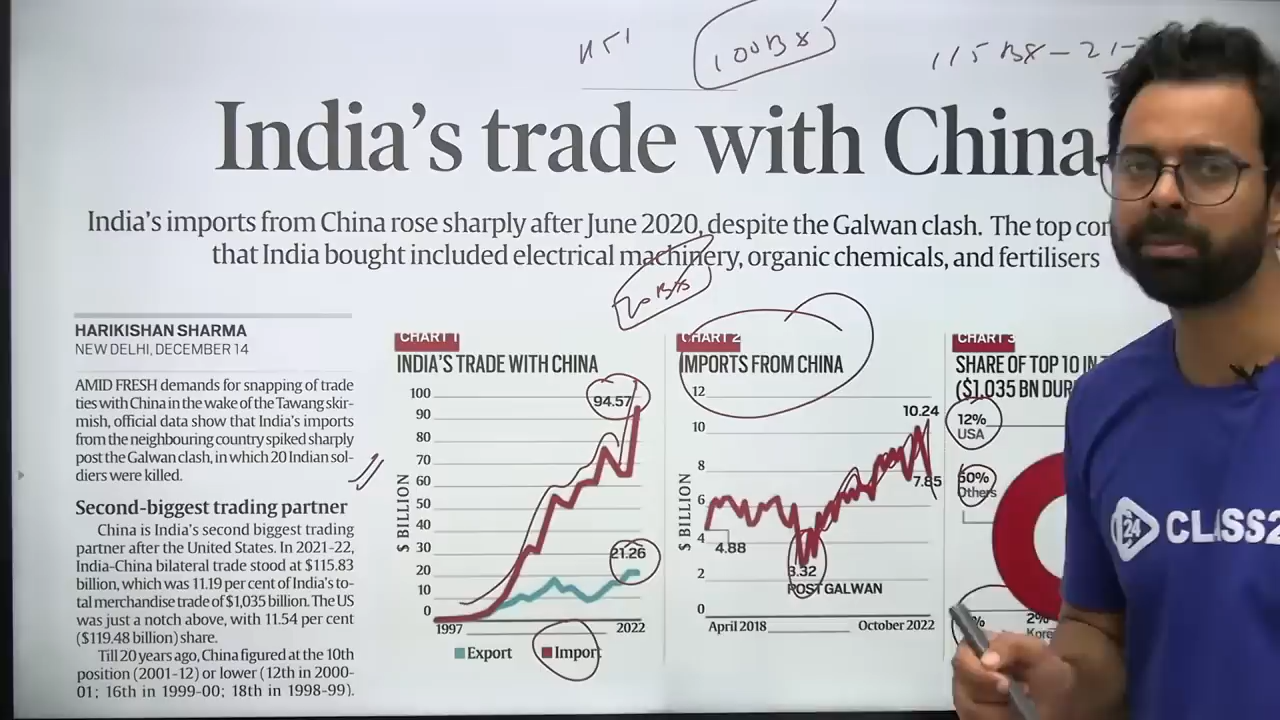 100B$
115 B$ - 21-
India's trade with China
India's imports from China rose sharply after June 2020, despite the Galwan clash. The top
that India bought included electrical machinery, organic chemicals, and fertilisers
HARIKISHAN SHARMA
NEW DELHI, DECEMBER 14
AMID FRESH demands for snapping of trade
ties with China in the wake of the Tawang skir-
mish, official data show that India's imports
from the neighbouring country spiked sharply
post the Galwan clash, in which 20 Indian sol-
diers were killed.
Second-biggest trading partner
China is India's second biggest trading
partner after the United States. In 2021-22,
India-China bilateral trade stood at $115.83
billion, which was 11.19 per cent of India's to-
tal merchandise trade of $1,035 billion. The US
was just a notch above, with 11.54 per cent
($119.48 billion) share.
Till 20 years ago, China figured at the 10th
position (2001-12) or lower (12th in 2000-
01; 16th in 1999-00; 18th in 1998-99).
CHART 1
INDIA'S TRADE WITH CHINA
$ BILLION
100
90
80
70
60
50
40
30
20
10
0
94.57
21.26
1997
2022
Export
Import
CHART 2
IMPORTS FROM CHINA
$ BILLION
12
10
8
6
4
2
0
10.24
7.85
4.88
3.32
POST GALWAN
April 2018
October 2022
CHART 3
SHARE OF TOP 10 IN
($1,035 BN
12%
USA
60%
Others
%
2%
24
CLASS2